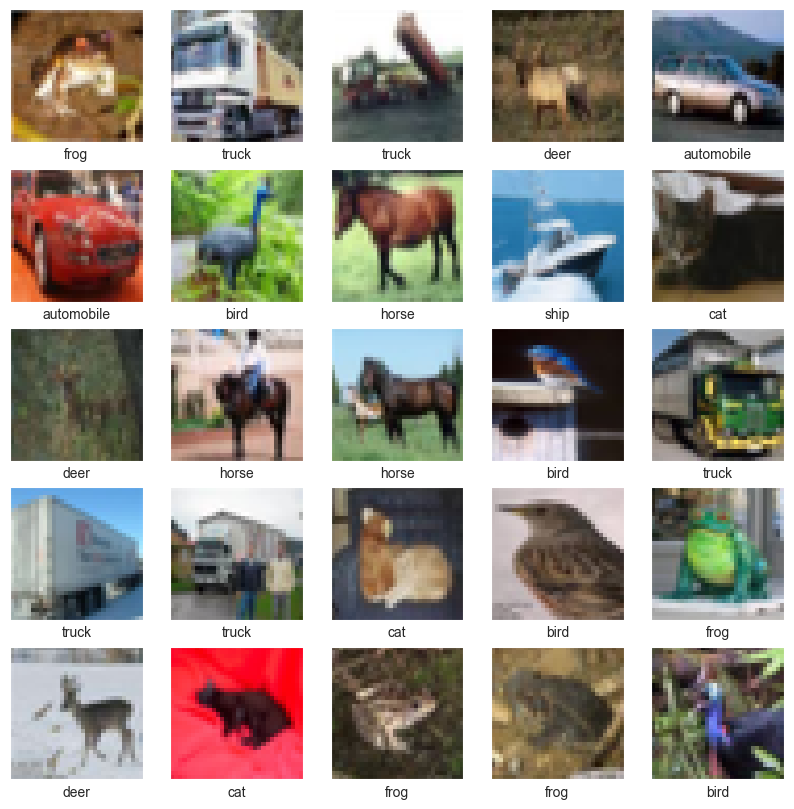 frog
truck
truck
deer
automobile
automobile
bird
horse
ship
cat
deer
horse
horse
bird
truck
truck
truck
cat
bird
frog
deer
cat
frog
frog
bird